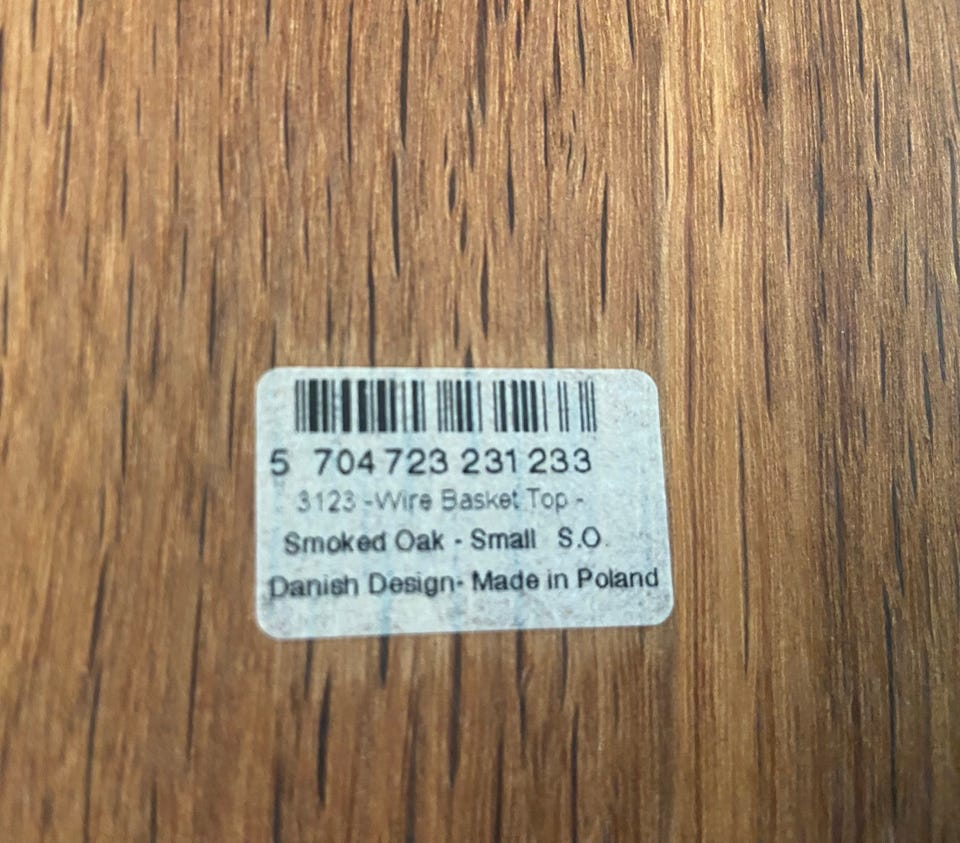 5 704723 231233
3123 -Wire Basket Top -
Smoked Oak - Small S.O.
Danish Design- Made in Poland